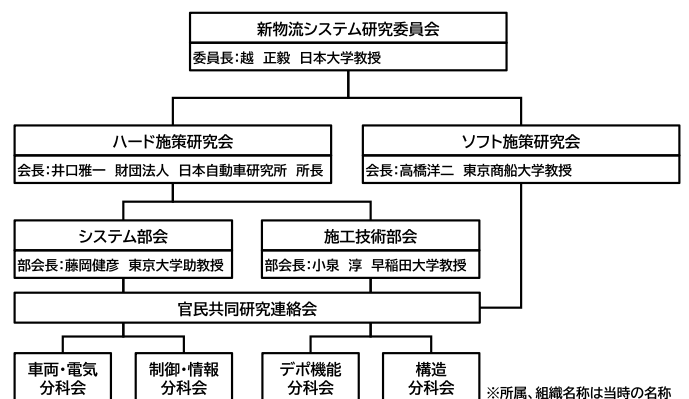 新物流システム研究委員会
委員長：越　正毅　日本大学教授
ハード施策研究会
会長：井口雅一　財団法人　日本自動車研究所　所長
ソフト施策研究会
会長：高橋洋二　東京商船大学教授
システム部会
部会長：藤岡健彦　東京大学助教授
施工技術部会
部会長：小泉　淳　早稲田大学教授
官民共同研究連絡会
車両・電気
分科会
制御・情報
分科会
デポ機能
分科会
構造
分科会
※所属、組織名称は当時の名称